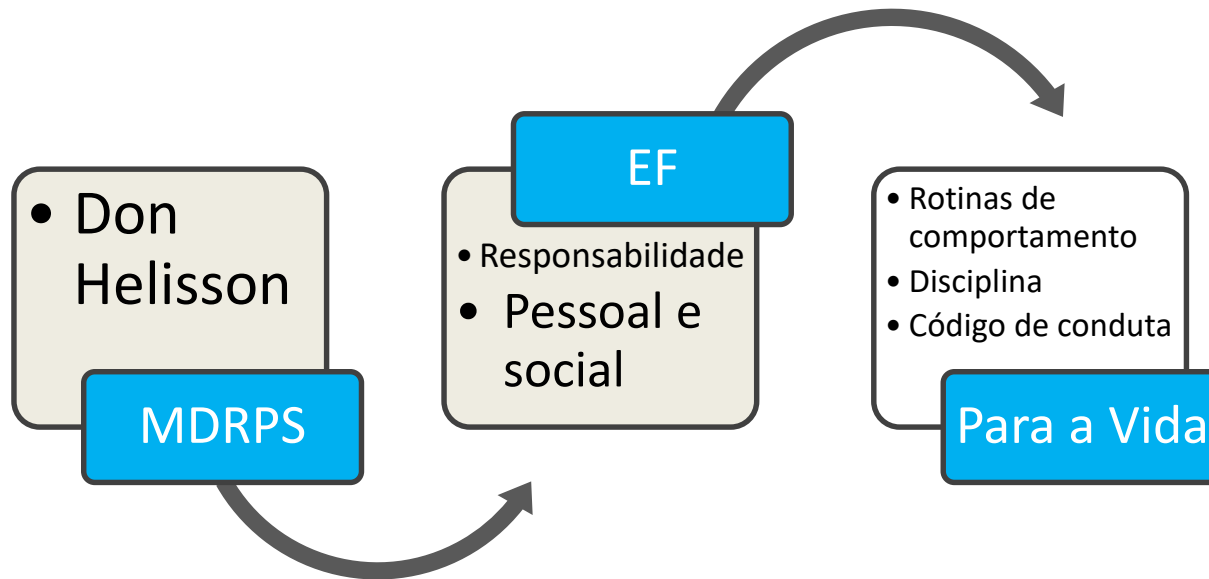 • Don
Helisson
MDRPS
EF
• Responsabilidade
• Pessoal e
social
• Rotinas de
comportamento
• Disciplina
• Código de conduta
Para a Vida